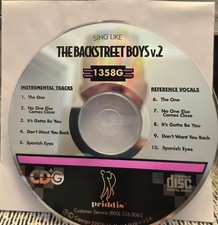 SING LIKE
THE BACKSTREET BOYS v.2
1358G
INSTRUMENTAL TRACKS
1. The One
2. No One Else
Comes Close
3. It's Gotta Be You
4. Don't Want You Back
5. Spanish Eyes
REFERENCE VOCALS
6. The One
7. No One Else
Comes Close
8. It's Gotta Be You
9. Don't Want You Back
10. Spanish Eyes
CD+G
priddis
disc
Customer Service (800)